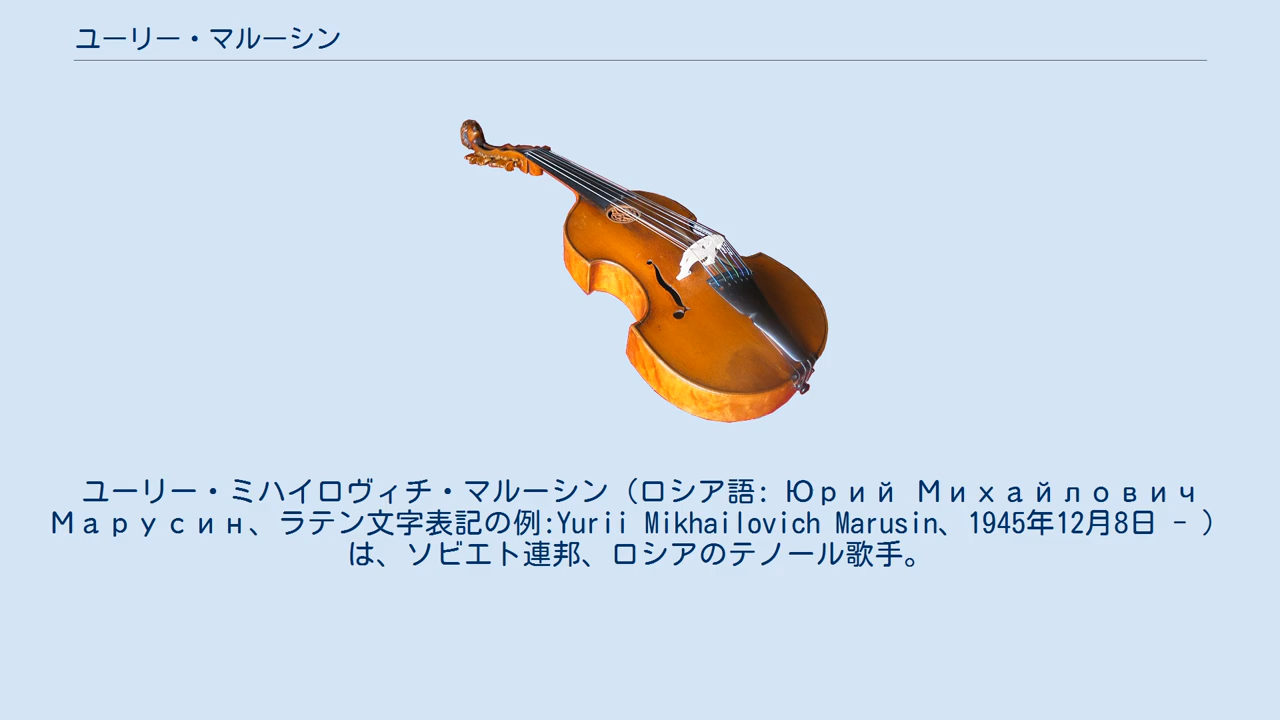 ユーリー・マルーシン
ユーリー・ミハイロヴィチ・マルーシン（ロシア語: Юрий Михайлович
Марусин、ラテン文字表記の例:Yurii Mikhailovich Marusin、1945年12月8日 - ）
は、ソビエト連邦、ロシアのテノール歌手。